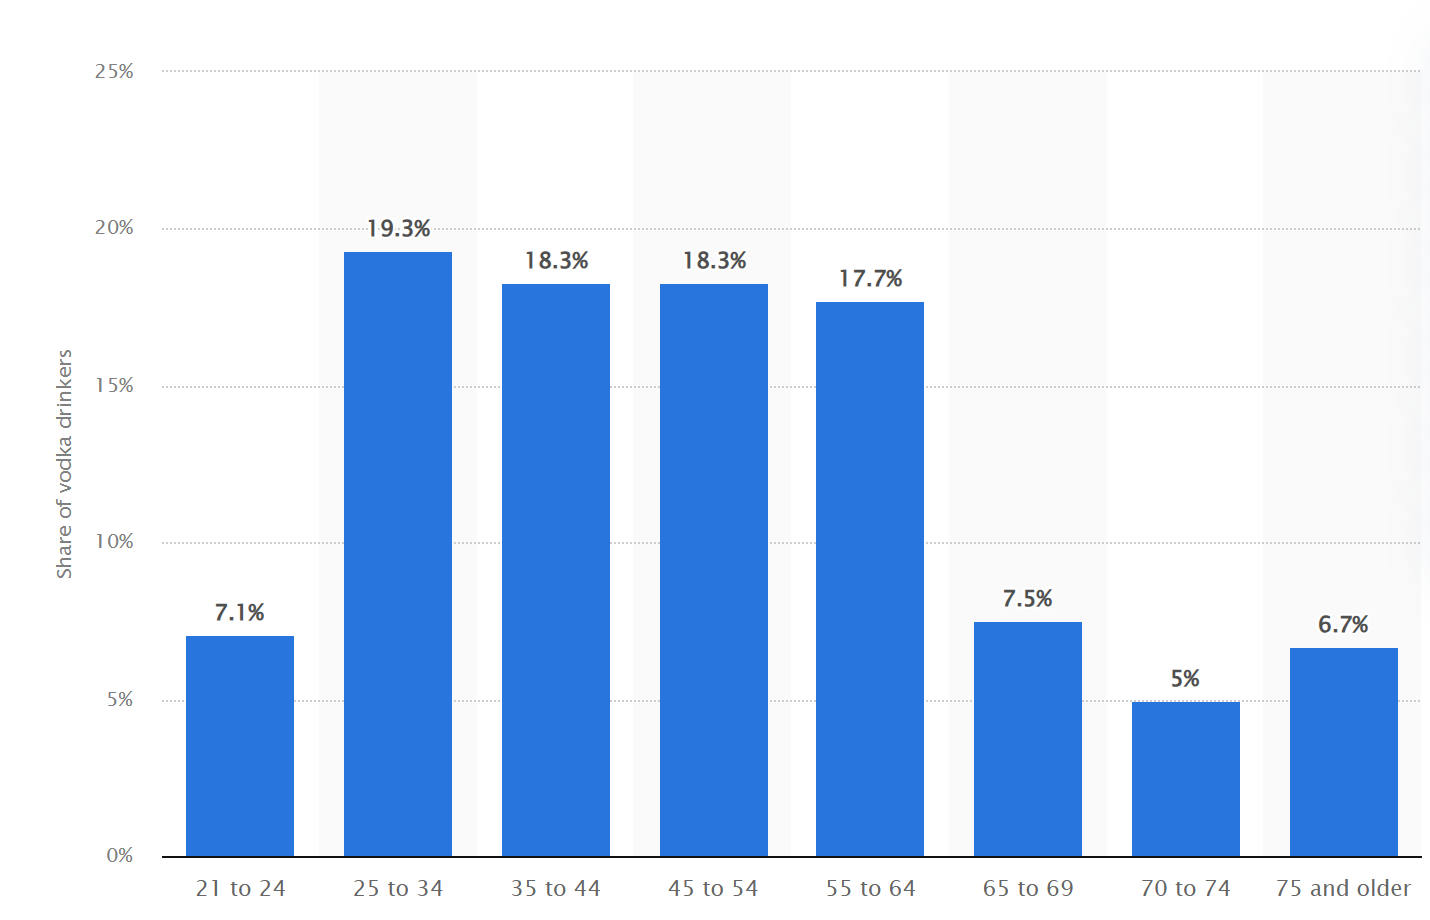 25%
20%
15%
10%
5%
0%
Share of vodka drinkers
7.1%
19.3%
18.3%
18.3%
17.7%
7.5%
5%
6.7%
21 to 24
25 to 34
35 to 44
45 to 54
55 to 64
65 to 69
70 to 74
75 and older